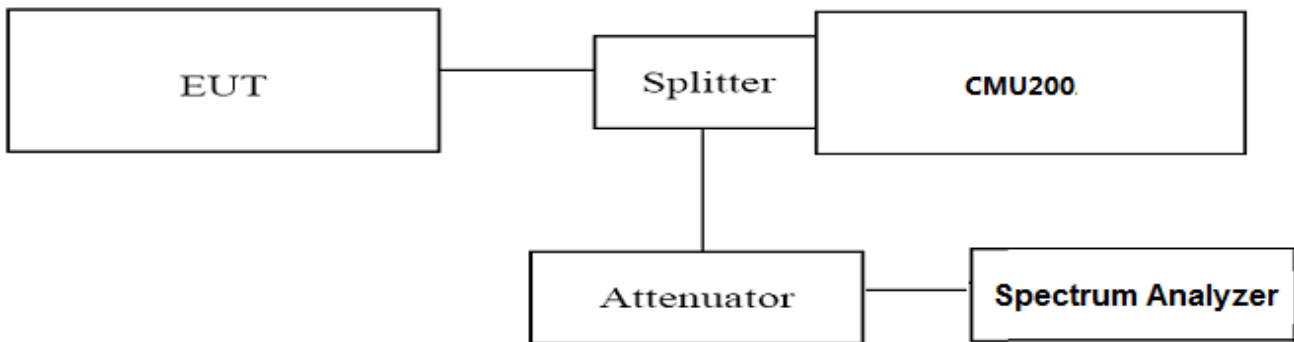 EUT
Splitter
CMU200
Attenuator
Spectrum Analyzer